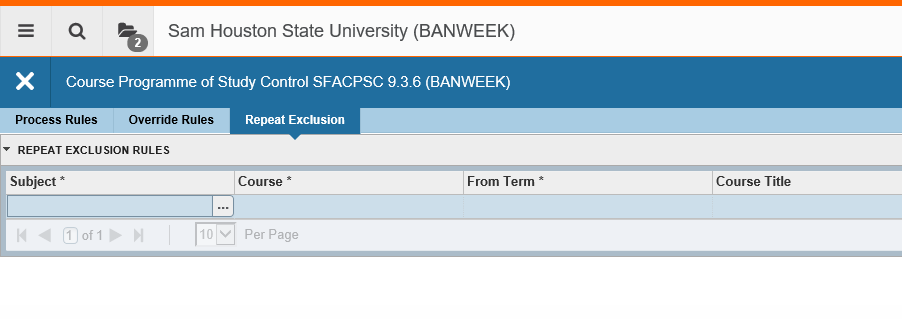 2
Sam Houston State University (BANWEEK)
Course Programme of Study Control SFACPSC 9.3.6 (BANWEEK)
Process Rules Override Rules Repeat Exclusion
REPEAT EXCLUSION RULES
Subject * Course * From Term * Course Title
...
1 of 1 10 Per Page